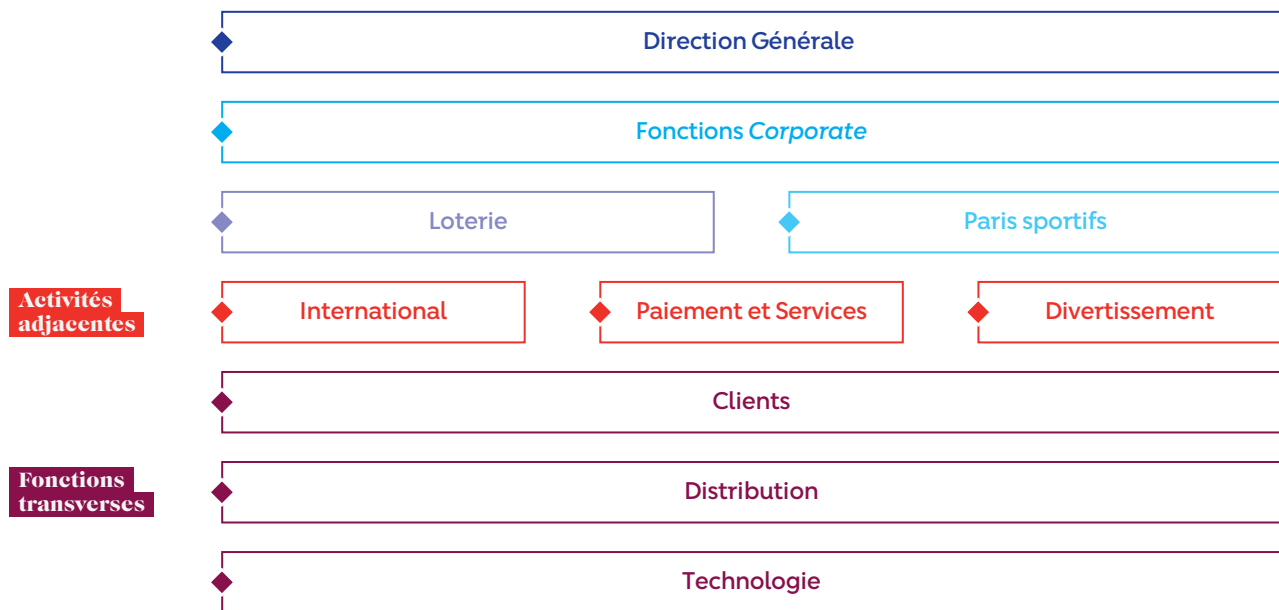 Direction Générale
Fonctions Corporate
Loterie
Paris sportifs
Activités
adjacentes
International
Paiement et Services
Divertissement
Clients
Fonctions
transverses
Distribution
Technologie